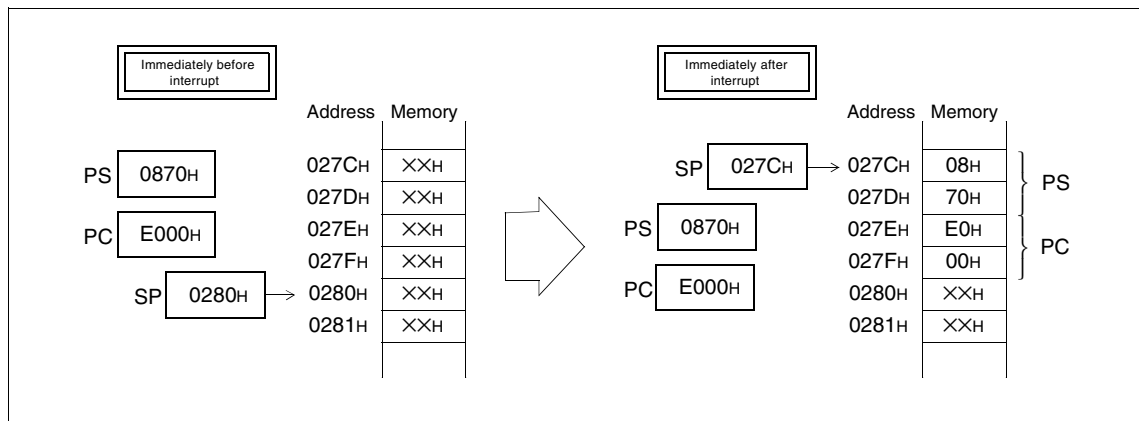 Immediately before
interrupt
Address Memory
PS 0870H
PC E000H
SP 0280H
027CH ××H
027DH ××H
027EH ××H
027FH ××H
0280H ××H
0281H ××H
Immediately after
interrupt
Address Memory
SP 027CH
PS 0870H
PC E000H
027CH 08H
027DH 70H
PS
027EH E0H
027FH 00H
PC
0280H ××H
0281H ××H